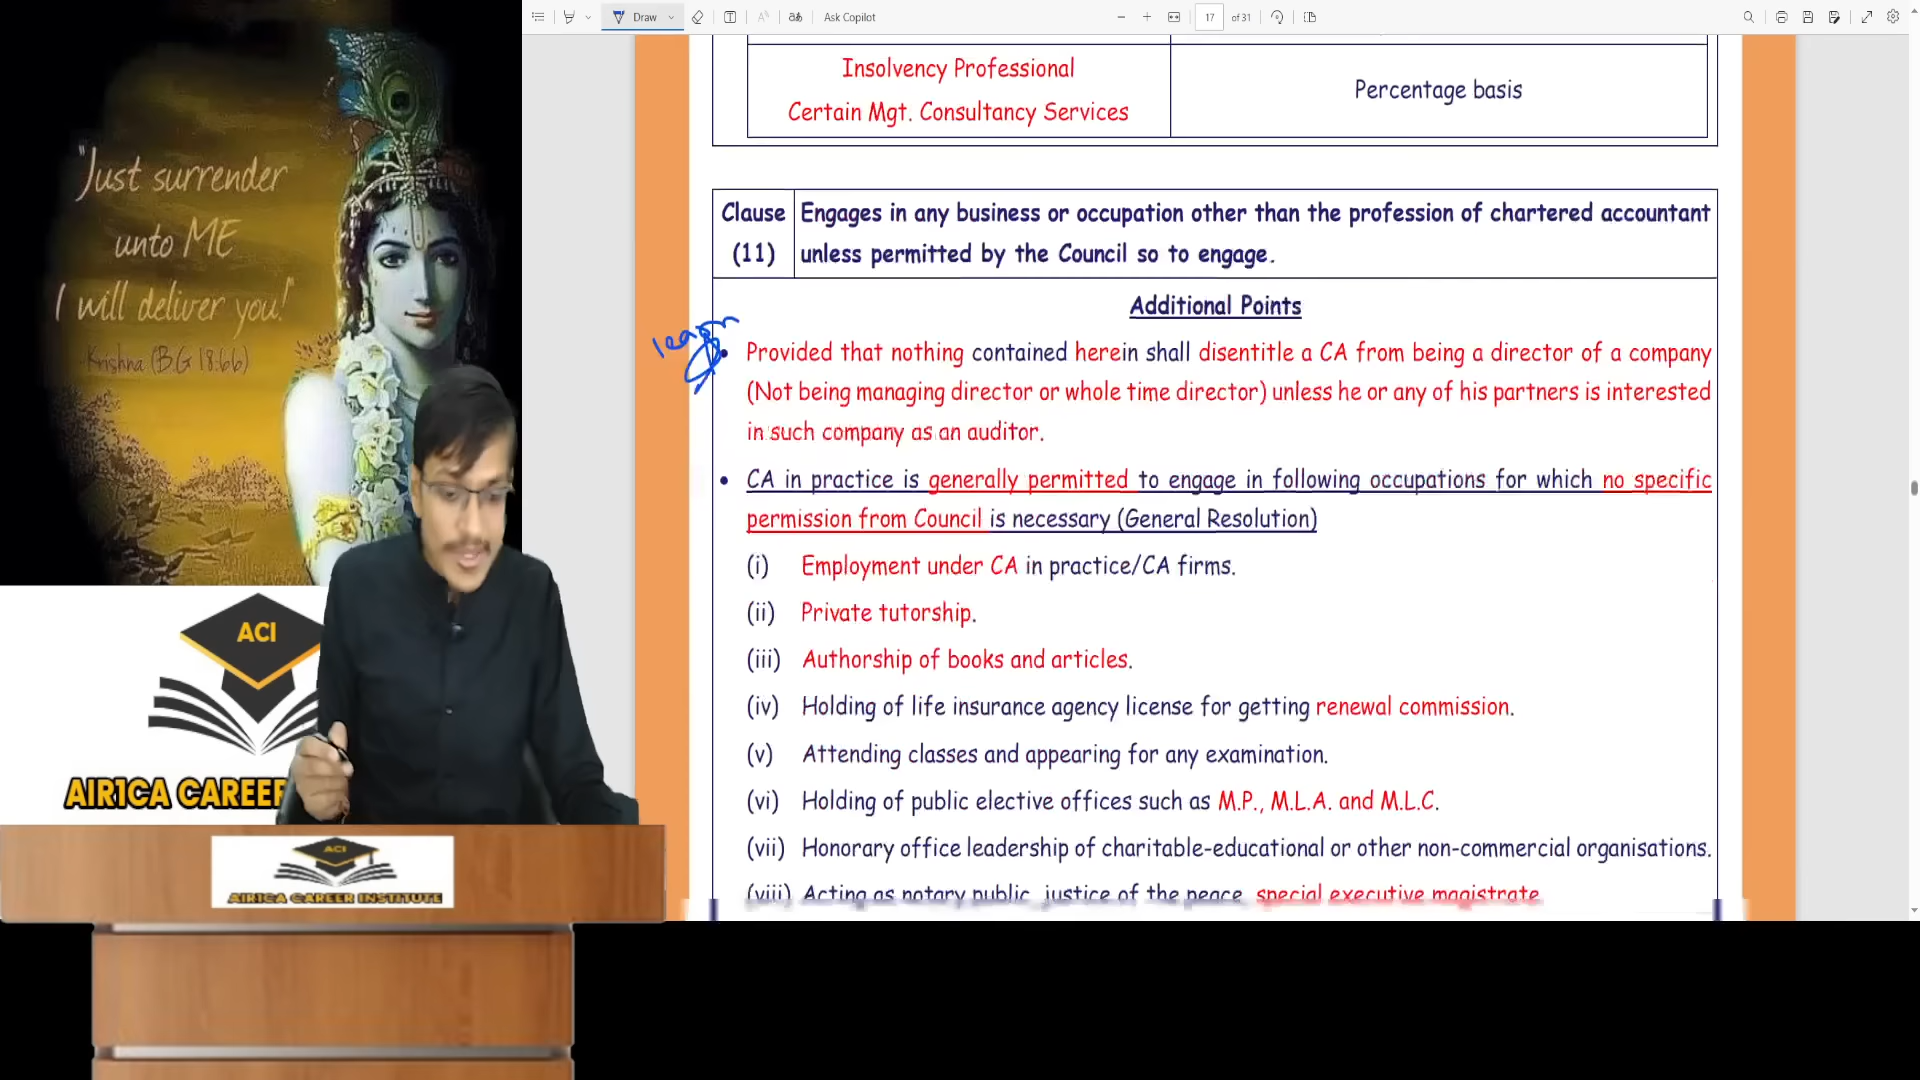 Draw
Ask Copilot
17 of 31
"Just surrender
unto ME
I will deliver you!"
-Krishna (B.G 18:66)
Insolvency Professional
Certain Mgt. Consultancy Services
Percentage basis
Clause (11)
Engages in any business or occupation other than the profession of chartered accountant
unless permitted by the Council so to engage.
Additional Points
learn
• Provided that nothing contained herein shall disentitle a CA from being a director of a company
(Not being managing director or whole time director) unless he or any of his partners is interested
in such company as an auditor.
• CA in practice is generally permitted to engage in following occupations for which no specific
permission from Council is necessary (General Resolution)
(i) Employment under CA in practice/CA firms.
(ii) Private tutorship.
(iii) Authorship of books and articles.
(iv) Holding of life insurance agency license for getting renewal commission.
(v) Attending classes and appearing for any examination.
(vi) Holding of public elective offices such as M.P., M.L.A. and M.L.C.
(vii) Honorary office leadership of charitable-educational or other non-commercial organisations.
(viii) Acting as notary public, justice of the peace, special executive magistrate
ACI
AIR1CA CAREER
ACI
AIR1CA CAREER INSTITUTE